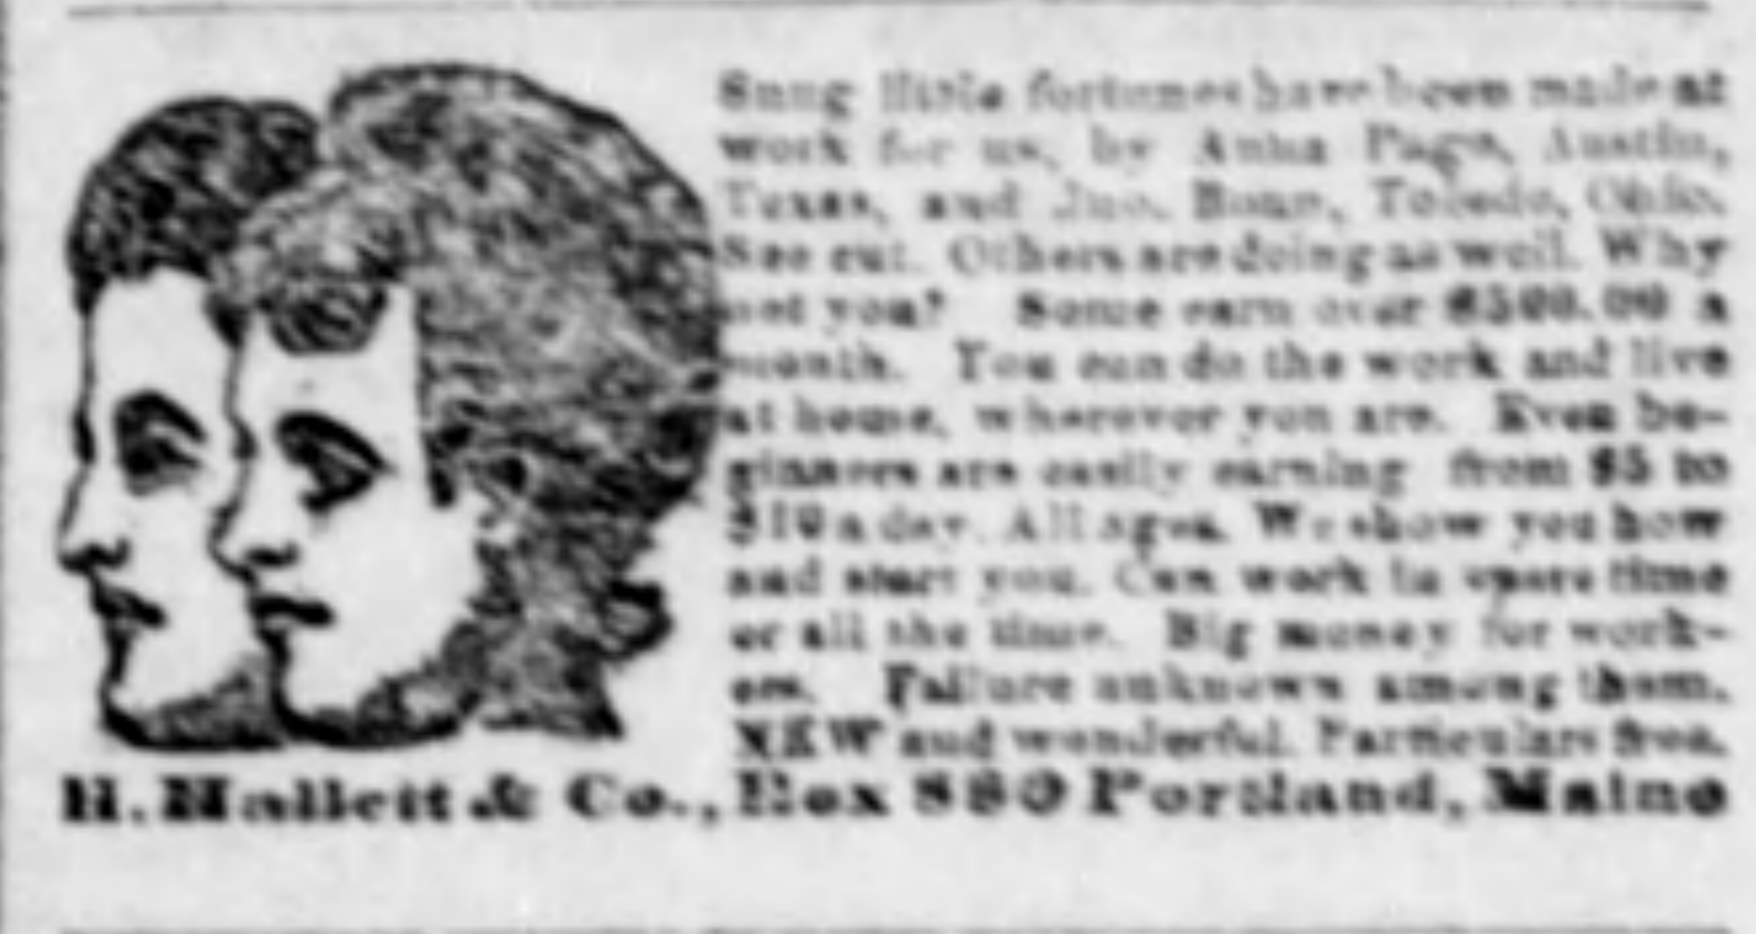 Snug little fortunes have been made at
work for us, by Anna Page, Austin,
Texas, and Jno. Bonn, Toledo, Ohio.
See cut. Others are doing as well. Why
not you? Some earn over $500.00 a
month. You can do the work and live
at home, wherever you are. Even be-
ginners are easily earning from $5 to
$10 a day. All ages. We show you how
and start you. Can work in spare time
or all the time. Big money for work-
ers. Failure unknown among them.
NEW and wonderful. Particulars free.
H. Hallett & Co., Box 880 Portland, Maine